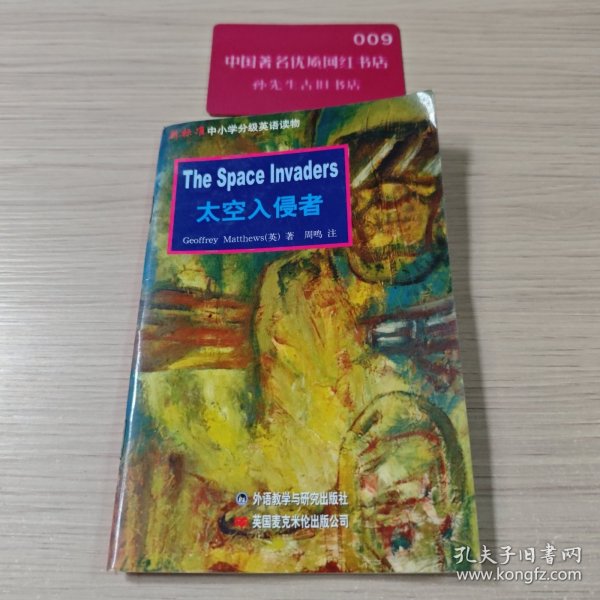 009
中国著名优质网红书店
孙先生古旧书店
新标准中小学分级英语读物
The Space Invaders
太空入侵者
Geoffrey Matthews(英) 著 周鸣 注
外语教学与研究出版社
英国麦克米伦出版公司
孔夫子旧书网
www.kongfz.com